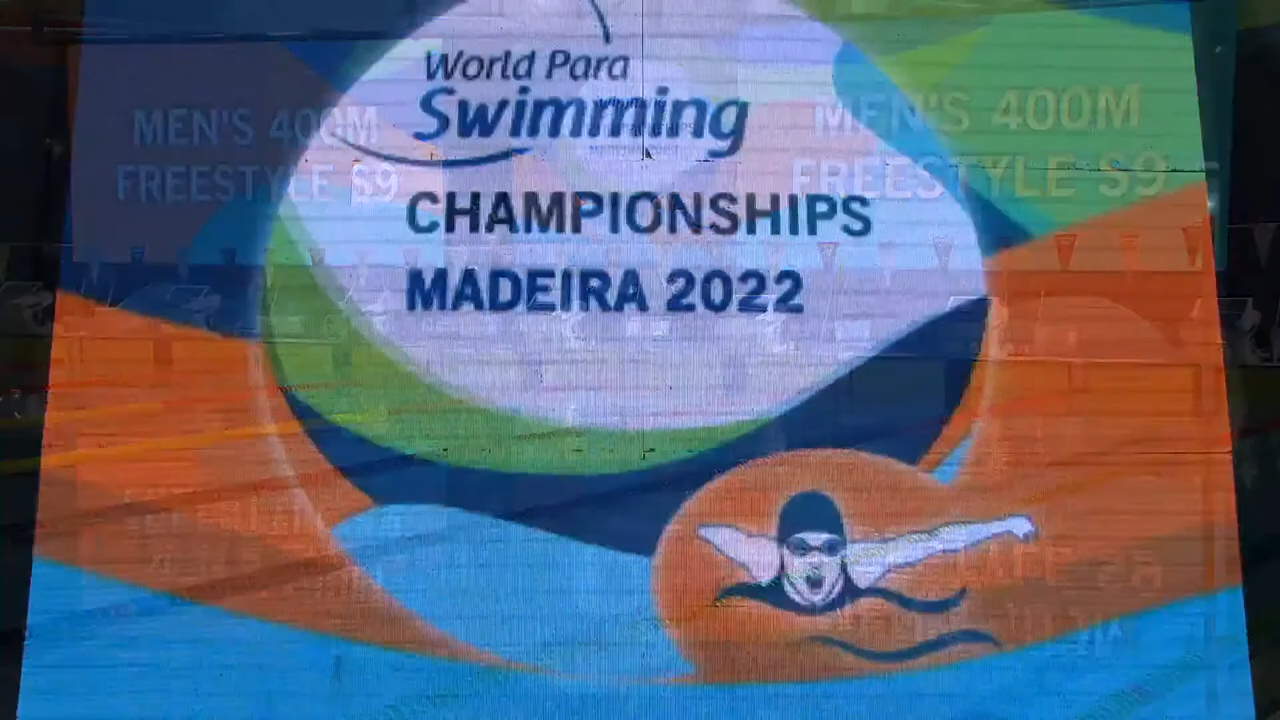 World Para
Swimming
CHAMPIONSHIPS
MADEIRA 2022
MEN'S 400M
FREESTYLE S9
MEN'S 400M
FREESTYLE S9